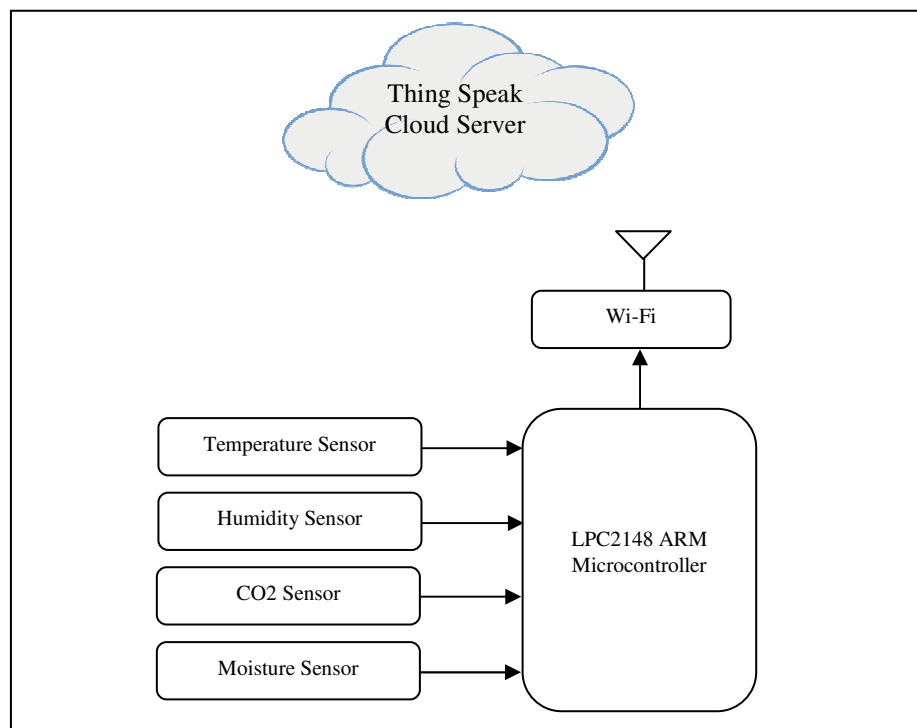 Thing Speak
Cloud Server
Wi-Fi
Temperature Sensor
Humidity Sensor
CO2 Sensor
Moisture Sensor
LPC2148 ARM
Microcontroller